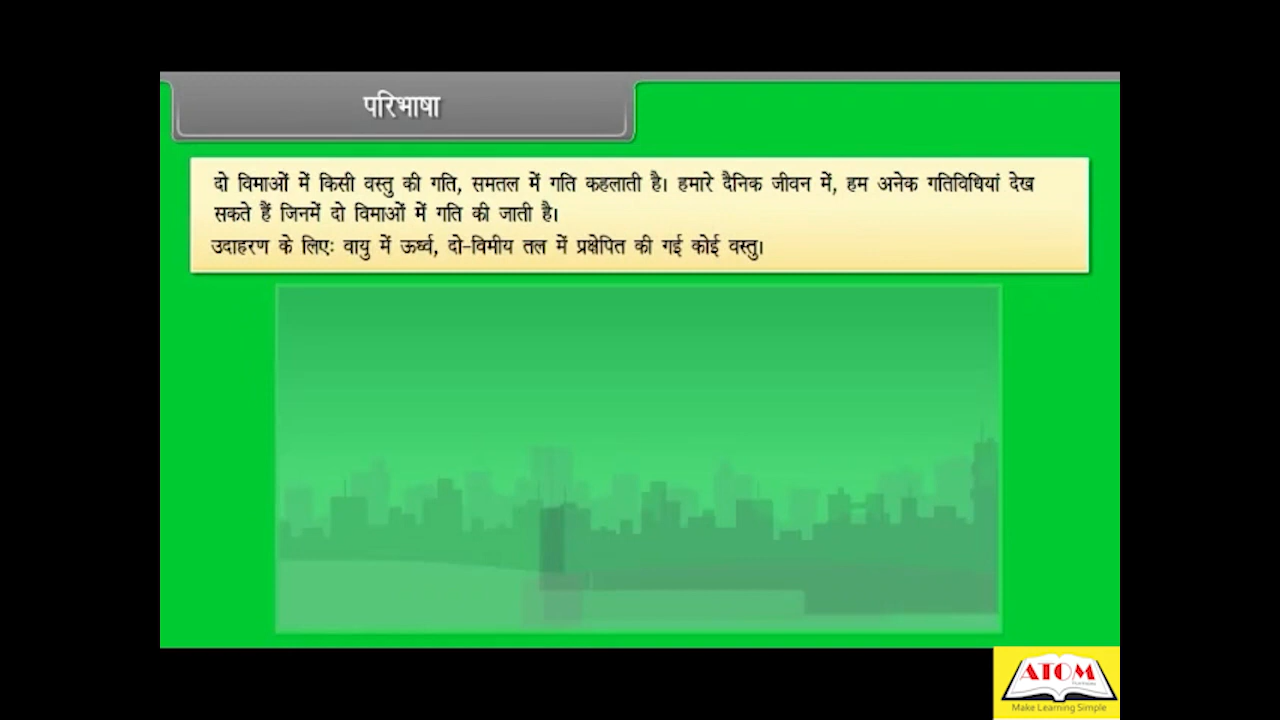 परिभाषा
दो विमाओं में किसी वस्तु की गति, समतल में गति कहलाती है। हमारे दैनिक जीवन में, हम अनेक गतिविधियां देख
सकते हैं जिनमें दो विमाओं में गति की जाती है।
उदाहरण के लिएः वायु में ऊर्ध्व, दो-विमीय तल में प्रक्षेपित की गई कोई वस्तु।
ATOM
Make Learning Simple